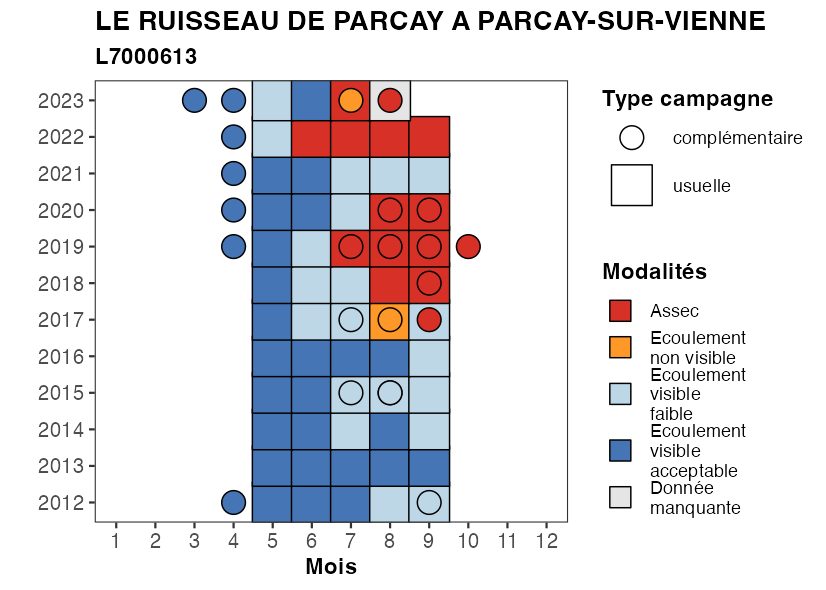 LE RUISSEAU DE PARCAY A PARCAY-SUR-VIENNE
L7000613
2023
2022
2021
2020
2019
2018
2017
2016
2015
2014
2013
2012
1 2 3 4 5 6 7 8 9 10 11 12
Mois
Type campagne
complémentaire
usuelle
Modalités
Assec
Ecoulement
non visible
Ecoulement
visible
faible
Ecoulement
visible
acceptable
Donnée
manquante